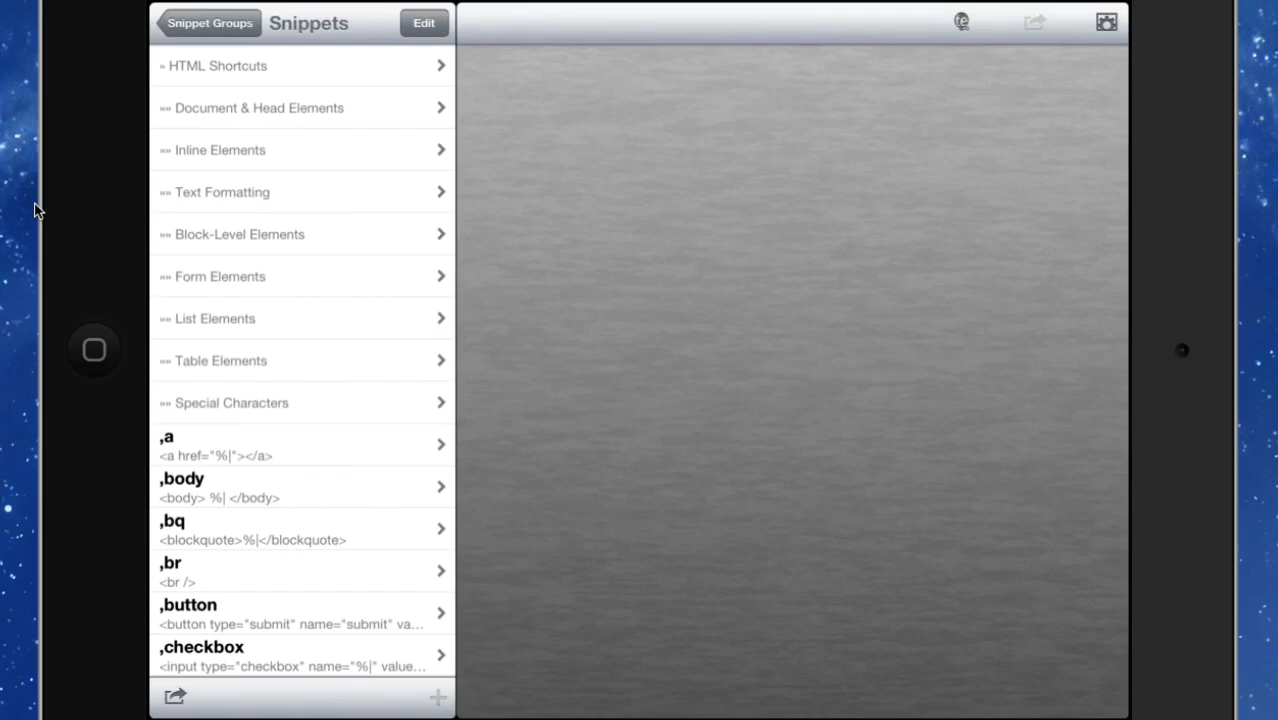 Snippet Groups Snippets Edit te
» HTML Shortcuts
»» Document & Head Elements
»» Inline Elements
»» Text Formatting
»» Block-Level Elements
»» Form Elements
»» List Elements
»» Table Elements
»» Special Characters
,a
<a href="%|"></a>
,body
<body> %| </body>
,bq
<blockquote>%|</blockquote>
,br
<br />
,button
<button type="submit" name="submit" va...
,checkbox
<input type="checkbox" name="%|" value...